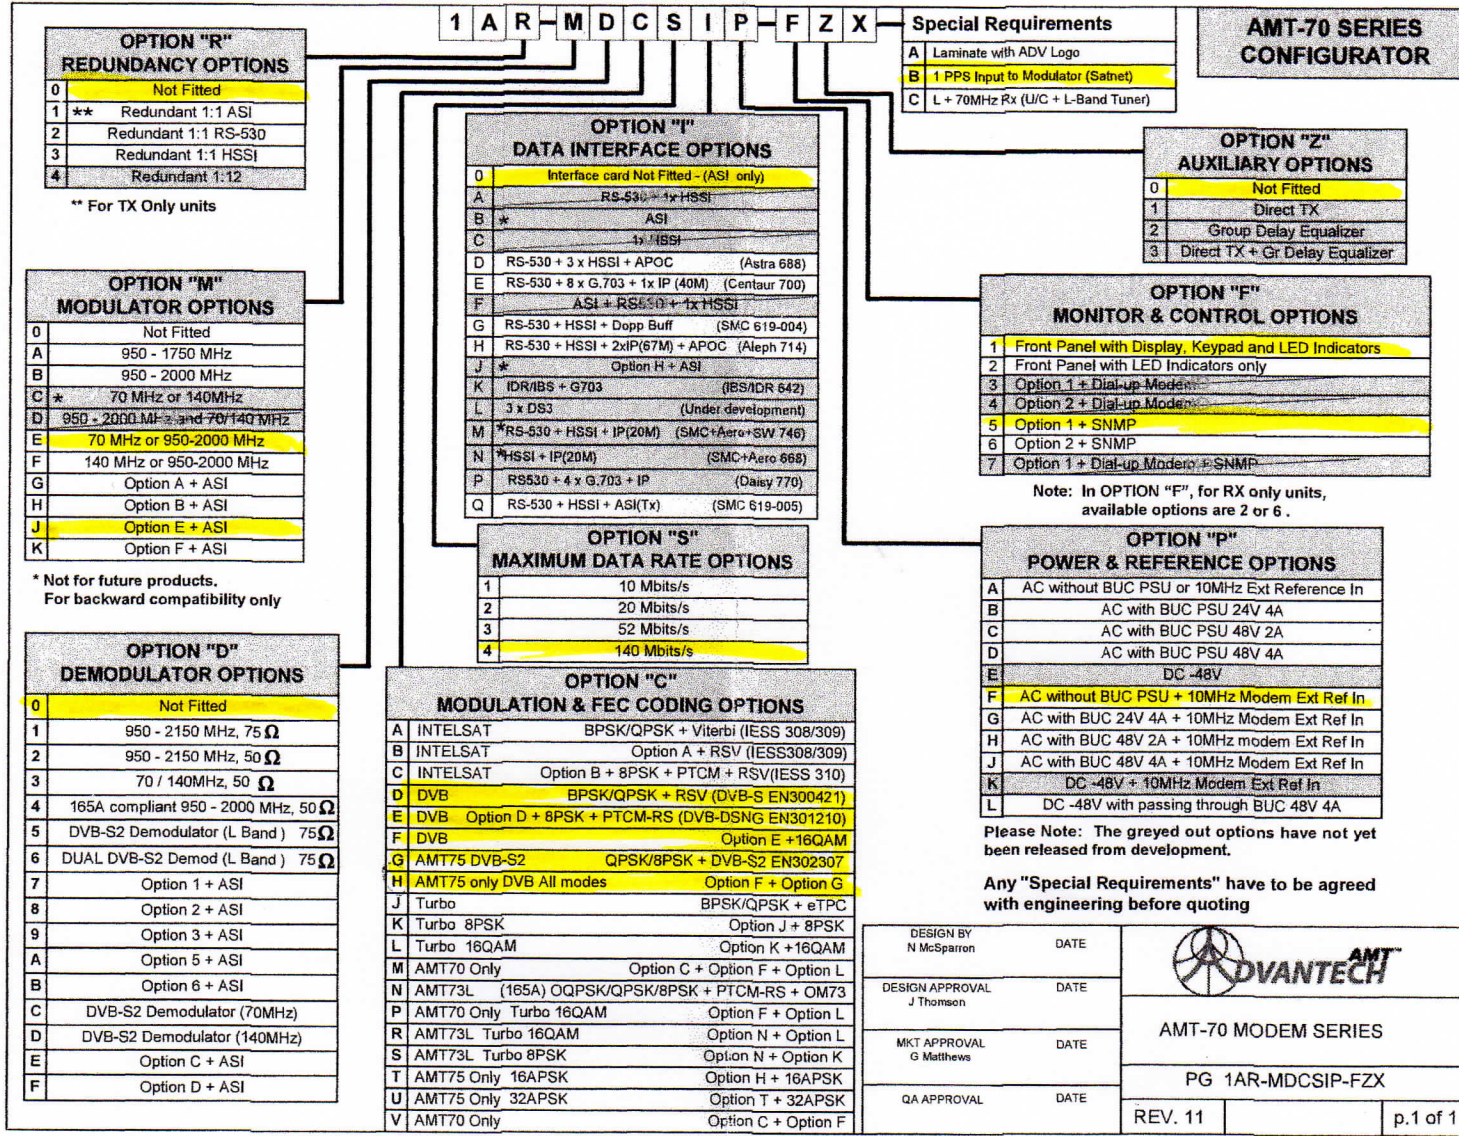 1 A R - M D C S I P - F Z X
AMT-70 SERIES
CONFIGURATOR
Special Requirements
A Laminate with ADV Logo
B 1 PPS Input to Modulator (Satnet)
C L + 70MHz Rx (U/C + L-Band Tuner)
OPTION "R"
REDUNDANCY OPTIONS
0 Not Fitted
1 ** Redundant 1:1 ASI
2 Redundant 1:1 RS-530
3 Redundant 1:1 HSSI
4 Redundant 1:12
** For TX Only units
OPTION "M"
MODULATOR OPTIONS
0 Not Fitted
A 950 - 1750 MHz
B 950 - 2000 MHz
C * 70 MHz or 140MHz
D 950 - 2000 MHz and 70/140 MHz
E 70 MHz or 950-2000 MHz
F 140 MHz or 950-2000 MHz
G Option A + ASI
H Option B + ASI
J Option E + ASI
K Option F + ASI
* Not for future products.
For backward compatibility only
OPTION "D"
DEMODULATOR OPTIONS
0 Not Fitted
1 950 - 2150 MHz, 75 Ω
2 950 - 2150 MHz, 50 Ω
3 70 / 140MHz, 50 Ω
4 165A compliant 950 - 2000 MHz, 50 Ω
5 DVB-S2 Demodulator (L Band ) 75Ω
6 DUAL DVB-S2 Demod (L Band ) 75Ω
7 Option 1 + ASI
8 Option 2 + ASI
9 Option 3 + ASI
A Option 5 + ASI
B Option 6 + ASI
C DVB-S2 Demodulator (70MHz)
D DVB-S2 Demodulator (140MHz)
E Option C + ASI
F Option D + ASI
OPTION "I"
DATA INTERFACE OPTIONS
0 Interface card Not Fitted - (ASI only)
A RS-530 + 1x HSSI
B * ASI
C 1x HSSI
D RS-530 + 3 x HSSI + APOC (Astra 688)
E RS-530 + 8 x G.703 + 1x IP (40M) (Centaur 700)
F ASI + RS530 + 1x HSSI
G RS-530 + HSSI + Dopp Buff (SMC 619-004)
H RS-530 + HSSI + 2xIP(67M) + APOC (Aleph 714)
J * Option H + ASI
K IDR/IBS + G703 (IBS/IDR 642)
L 3 x DS3 (Under development)
M *RS-530 + HSSI + IP(20M) (SMC+Aero+SW 746)
N *HSSI + IP(20M) (SMC+Aero 668)
P RS530 + 4 x G.703 + IP (Daisy 770)
Q RS-530 + HSSI + ASI(Tx) (SMC 619-005)
OPTION "S"
MAXIMUM DATA RATE OPTIONS
1 10 Mbits/s
2 20 Mbits/s
3 52 Mbits/s
4 140 Mbits/s
OPTION "C"
MODULATION & FEC CODING OPTIONS
A INTELSAT BPSK/QPSK + Viterbi (IESS 308/309)
B INTELSAT Option A + RSV (IESS308/309)
C INTELSAT Option B + 8PSK + PTCM + RSV(IESS 310)
D DVB BPSK/QPSK + RSV (DVB-S EN300421)
E DVB Option D + 8PSK + PTCM-RS (DVB-DSNG EN301210)
F DVB Option E +16QAM
G AMT75 DVB-S2 QPSK/8PSK + DVB-S2 EN302307
H AMT75 only DVB All modes Option F + Option G
J Turbo BPSK/QPSK + eTPC
K Turbo 8PSK Option J + 8PSK
L Turbo 16QAM Option K +16QAM
M AMT70 Only Option C + Option F + Option L
N AMT73L (165A) OQPSK/QPSK/8PSK + PTCM-RS + OM73
P AMT70 Only Turbo 16QAM Option F + Option L
R AMT73L Turbo 16QAM Option N + Option L
S AMT73L Turbo 8PSK Option N + Option K
T AMT75 Only 16APSK Option H + 16APSK
U AMT75 Only 32APSK Option T + 32APSK
V AMT70 Only Option C + Option F
OPTION "Z"
AUXILIARY OPTIONS
0 Not Fitted
1 Direct TX
2 Group Delay Equalizer
3 Direct TX + Gr Delay Equalizer
OPTION "F"
MONITOR & CONTROL OPTIONS
1 Front Panel with Display, Keypad and LED Indicators
2 Front Panel with LED Indicators only
3 Option 1 + Dial-up Modem
4 Option 2 + Dial-up Modem
5 Option 1 + SNMP
6 Option 2 + SNMP
7 Option 1 + Dial-up Modem + SNMP
Note: In OPTION "F", for RX only units,
available options are 2 or 6 .
OPTION "P"
POWER & REFERENCE OPTIONS
A AC without BUC PSU or 10MHz Ext Reference In
B AC with BUC PSU 24V 4A
C AC with BUC PSU 48V 2A
D AC with BUC PSU 48V 4A
E DC -48V
F AC without BUC PSU + 10MHz Modem Ext Ref In
G AC with BUC 24V 4A + 10MHz Modem Ext Ref In
H AC with BUC 48V 2A + 10MHz modem Ext Ref In
J AC with BUC 48V 4A + 10MHz Modem Ext Ref In
K DC -48V + 10MHz Modem Ext Ref In
L DC -48V with passing through BUC 48V 4A
Please Note: The greyed out options have not yet
been released from development.
Any "Special Requirements" have to be agreed
with engineering before quoting
DESIGN BY DATE
N McSparron
DESIGN APPROVAL DATE
J Thomson
MKT APPROVAL DATE
G Matthews
QA APPROVAL DATE
ADVANTECH AMT™
AMT-70 MODEM SERIES
PG 1AR-MDCSIP-FZX
REV. 11 p.1 of 1